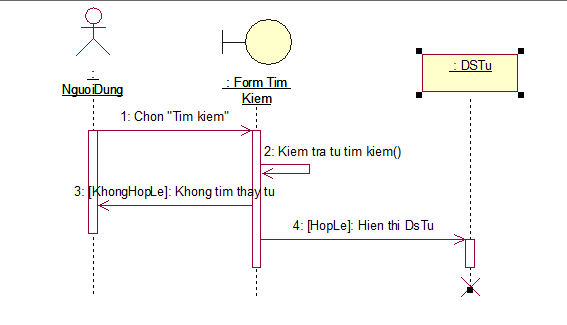 :
NguoiDung
: Form Tim
Kiem
: DSTu
1: Chon "Tim kiem"
2: Kiem tra tu tim kiem()
3: [KhongHopLe]: Khong tim thay tu
4: [HopLe]: Hien thi DsTu